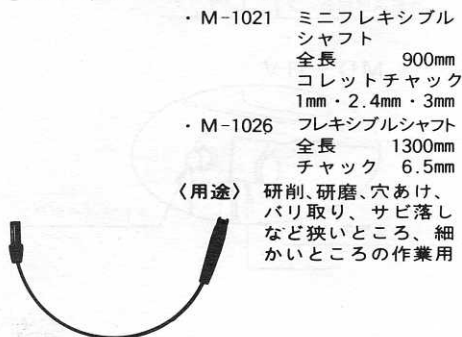 ・M-1021 ミニフレキシブル
シャフト
全長 900mm
コレットチャック
1mm・2.4mm・3mm
・M-1026 フレキシブルシャフト
全長 1300mm
チャック 6.5mm
〈用途〉 研削、研磨、穴あけ、
バリ取り、サビ落し
など狭いところ、細
かいところの作業用